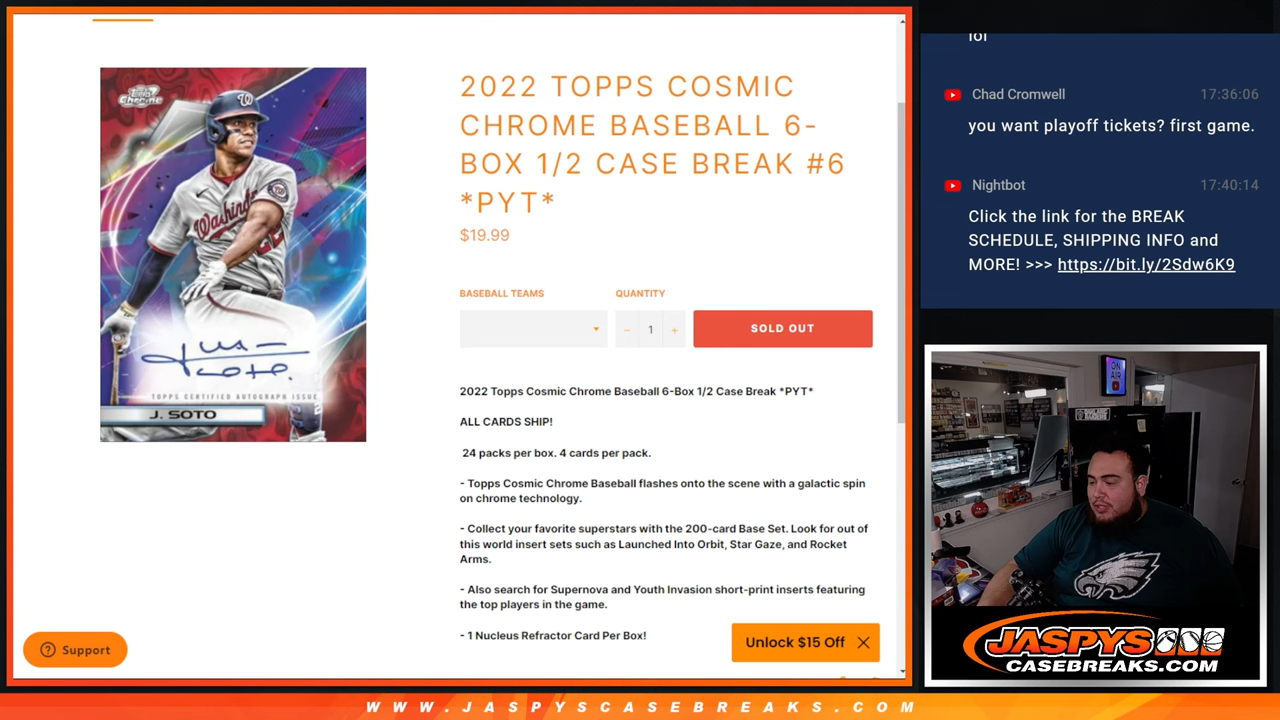 2022 TOPPS COSMIC
CHROME BASEBALL 6-
BOX 1/2 CASE BREAK #6
*PYT*
$19.99
BASEBALL TEAMS
QUANTITY
− 1 +
SOLD OUT
2022 Topps Cosmic Chrome Baseball 6-Box 1/2 Case Break *PYT*
ALL CARDS SHIP!
24 packs per box. 4 cards per pack.
- Topps Cosmic Chrome Baseball flashes onto the scene with a galactic spin
on chrome technology.
- Collect your favorite superstars with the 200-card Base Set. Look for out of
this world insert sets such as Launched Into Orbit, Star Gaze, and Rocket
Arms.
- Also search for Supernova and Youth Invasion short-print inserts featuring
the top players in the game.
- 1 Nucleus Refractor Card Per Box!
Chrome
W
Washington
TOPPS CERTIFIED AUTOGRAPH ISSUE
J. SOTO
Support
Unlock $15 Off
lol
Chad Cromwell 17:36:06
you want playoff tickets? first game.
Nightbot 17:40:14
Click the link for the BREAK
SCHEDULE, SHIPPING INFO and
MORE! >>> https://bit.ly/2Sdw6K9
ON
AIR
JASPYS
CASEBREAKS.COM
WWW.JASPYSCASEBREAKS.COM